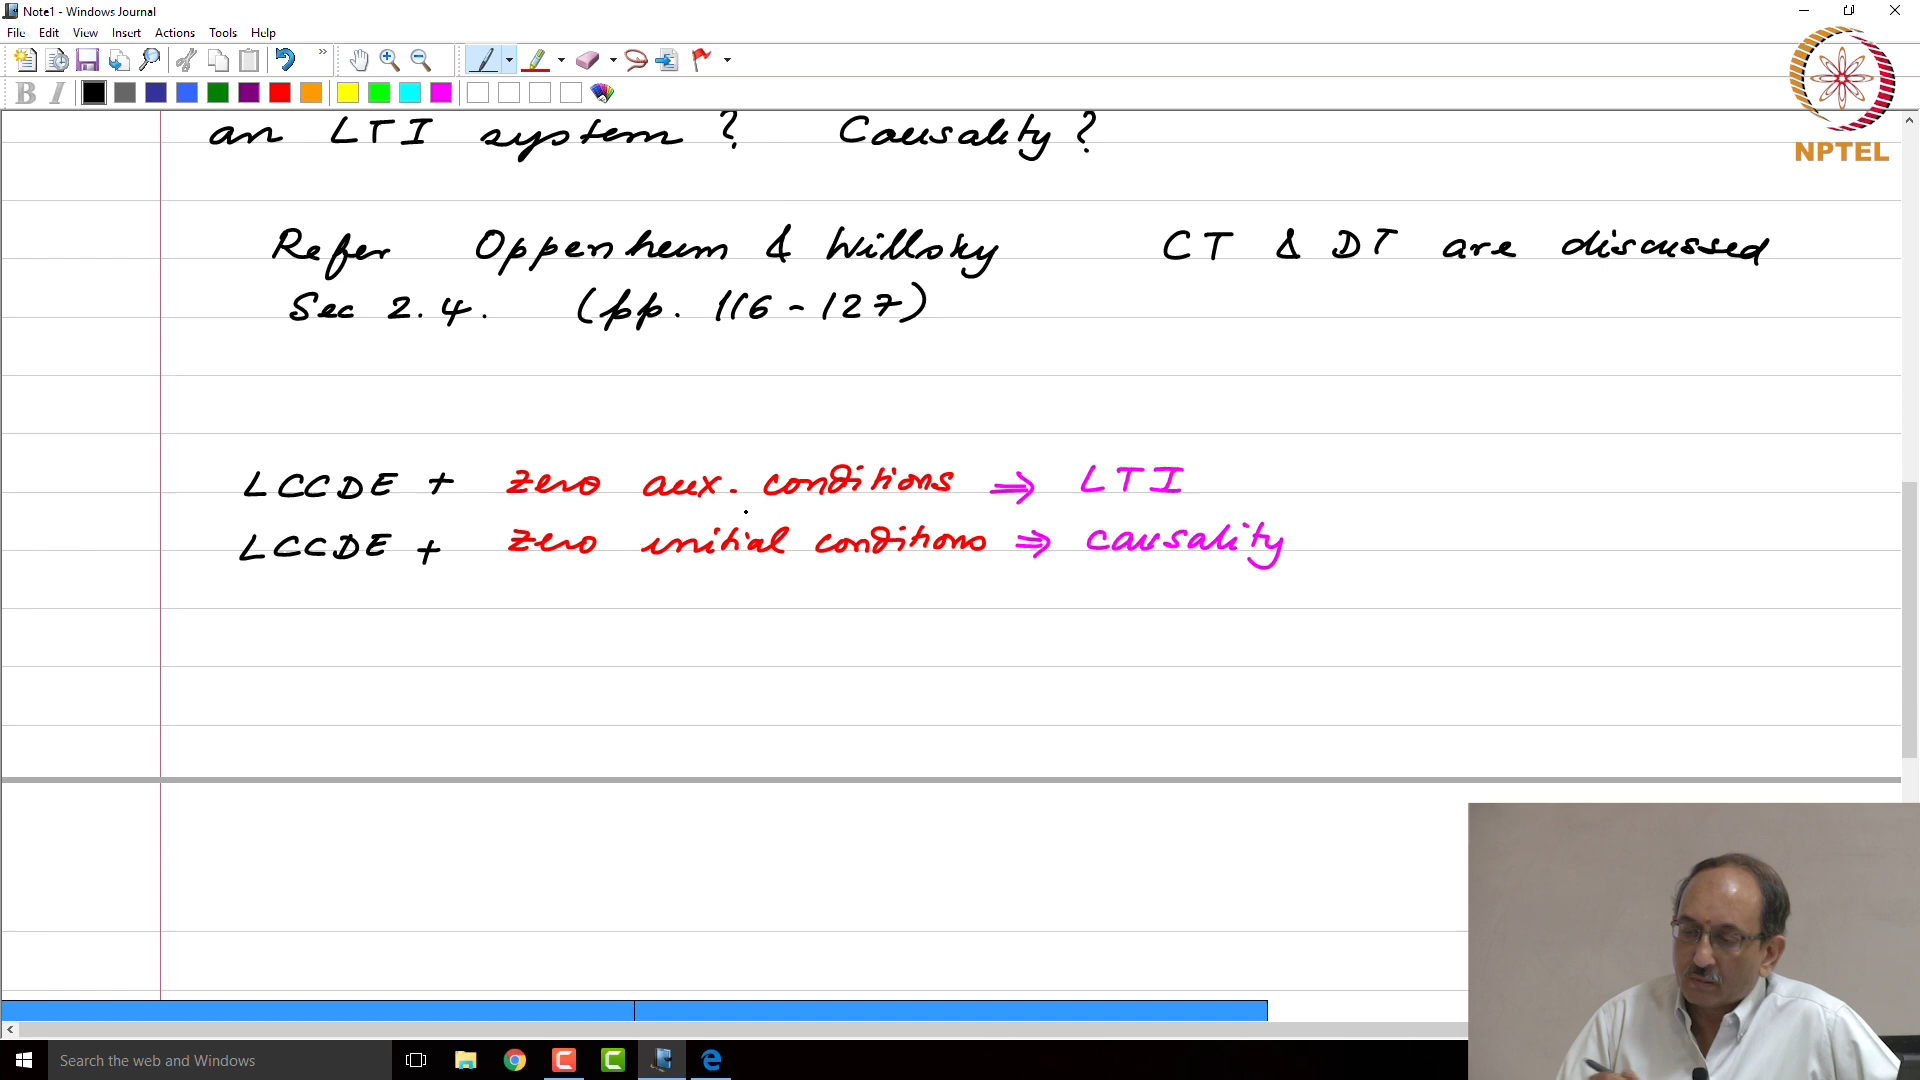 Note1 - Windows Journal
File Edit View Insert Actions Tools Help
B I
NPTEL
an LTI system ? Causality ?
Refer Oppenheim & Willsky CT & DT are discussed
Sec 2.4. (pp. 116 - 127)
LCCDE + zero aux. conditions ⇒ LTI
LCCDE + zero initial conditions ⇒ causality
Search the web and Windows